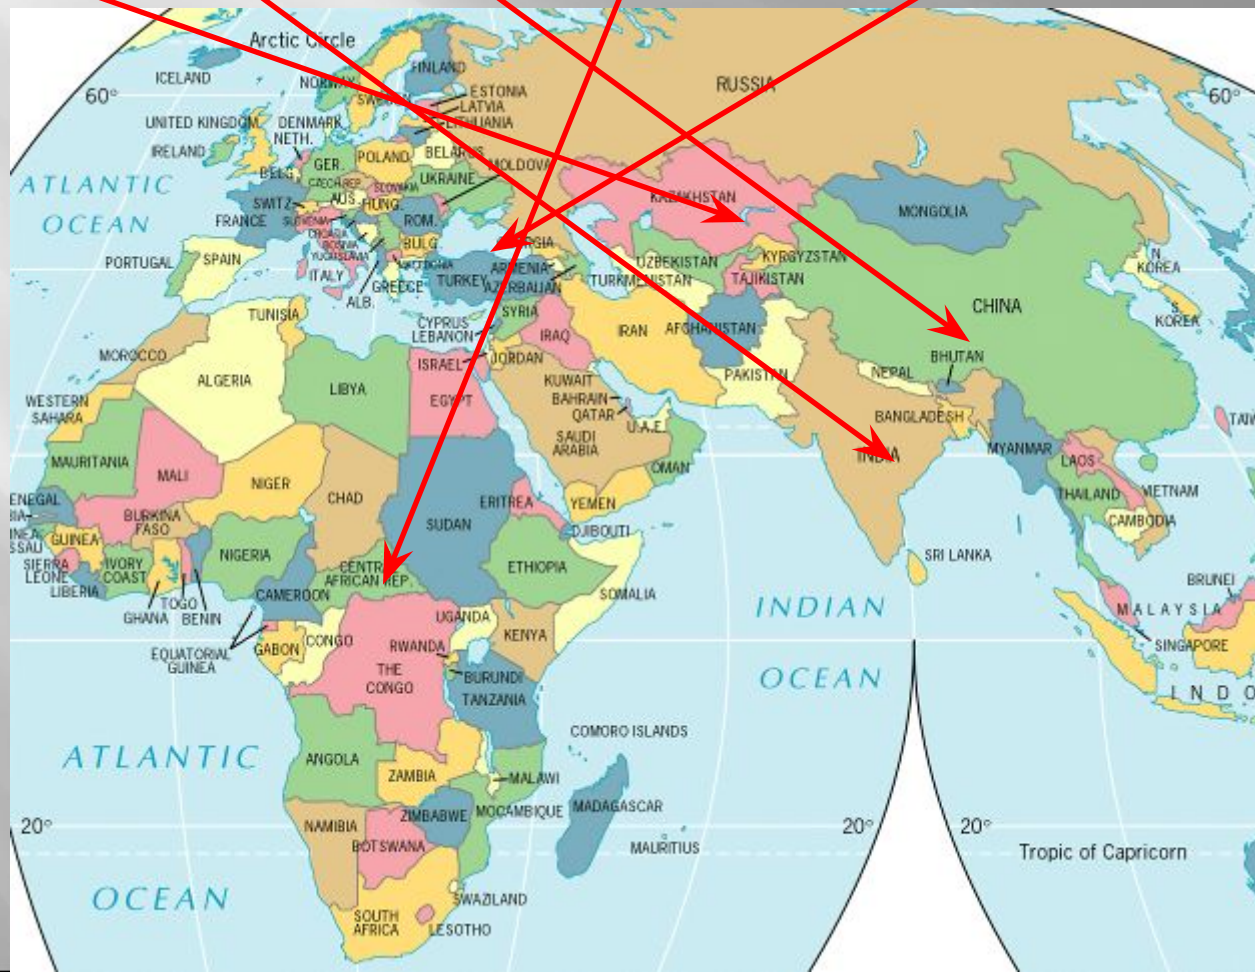 Arctic Circle
ICELAND
FINLAND
NORWAY
SWEDEN
RUSSIA
60°
60°
ESTONIA
LATVIA
LITHUANIA
UNITED KINGDOM
DENMARK
NETH.
IRELAND
GER.
POLAND
BELARUS
MOLDOVA
BELG.
CZECH REP.
SLOVAKIA
UKRAINE
ATLANTIC
OCEAN
SWITZ.
AUS.
HUNG.
FRANCE
SLOVENIA
ROM.
CROATIA
BOSNIA
YUGOSLAVIA
BULG.
MACEDONIA
PORTUGAL
SPAIN
ITALY
ALB.
GREECE
TURKEY
GEORGIA
ARMENIA
AZERBAIJAN
KAZAKHSTAN
UZBEKISTAN
KYRGYZSTAN
TURKMENISTAN
TAJIKISTAN
MONGOLIA
N.
KOREA
S.
KOREA
CHINA
TUNISIA
CYPRUS
LEBANON
SYRIA
IRAQ
IRAN
AFGHANISTAN
MOROCCO
ISRAEL
JORDAN
BHUTAN
NEPAL
PAKISTAN
ALGERIA
LIBYA
EGYPT
KUWAIT
BAHRAIN
QATAR
U.A.E.
BANGLADESH
WESTERN
SAHARA
SAUDI
ARABIA
OMAN
INDIA
MYANMAR
LAOS
TAIW
MAURITANIA
MALI
NIGER
CHAD
SUDAN
ERITREA
YEMEN
DJIBOUTI
THAILAND
VIETNAM
CAMBODIA
ENEGAL
BIA
NEA
SSAU
GUINEA
BURKINA
FASO
SIERRA
LEONE
IVORY
COAST
LIBERIA
NIGERIA
CENTRAL
AFRICAN REP.
ETHIOPIA
SRI LANKA
GHANA
TOGO
BENIN
CAMEROON
SOMALIA
BRUNEI
MALAYSIA
SINGAPORE
EQUATORIAL
GUINEA
GABON
CONGO
UGANDA
KENYA
RWANDA
THE
CONGO
BURUNDI
TANZANIA
INDIAN
OCEAN
INDO
COMORO ISLANDS
ATLANTIC
OCEAN
ANGOLA
ZAMBIA
MALAWI
MOCAMBIQUE
MADAGASCAR
ZIMBABWE
NAMIBIA
BOTSWANA
MAURITIUS
20°
20°
20°
Tropic of Capricorn
SWAZILAND
SOUTH
AFRICA
LESOTHO